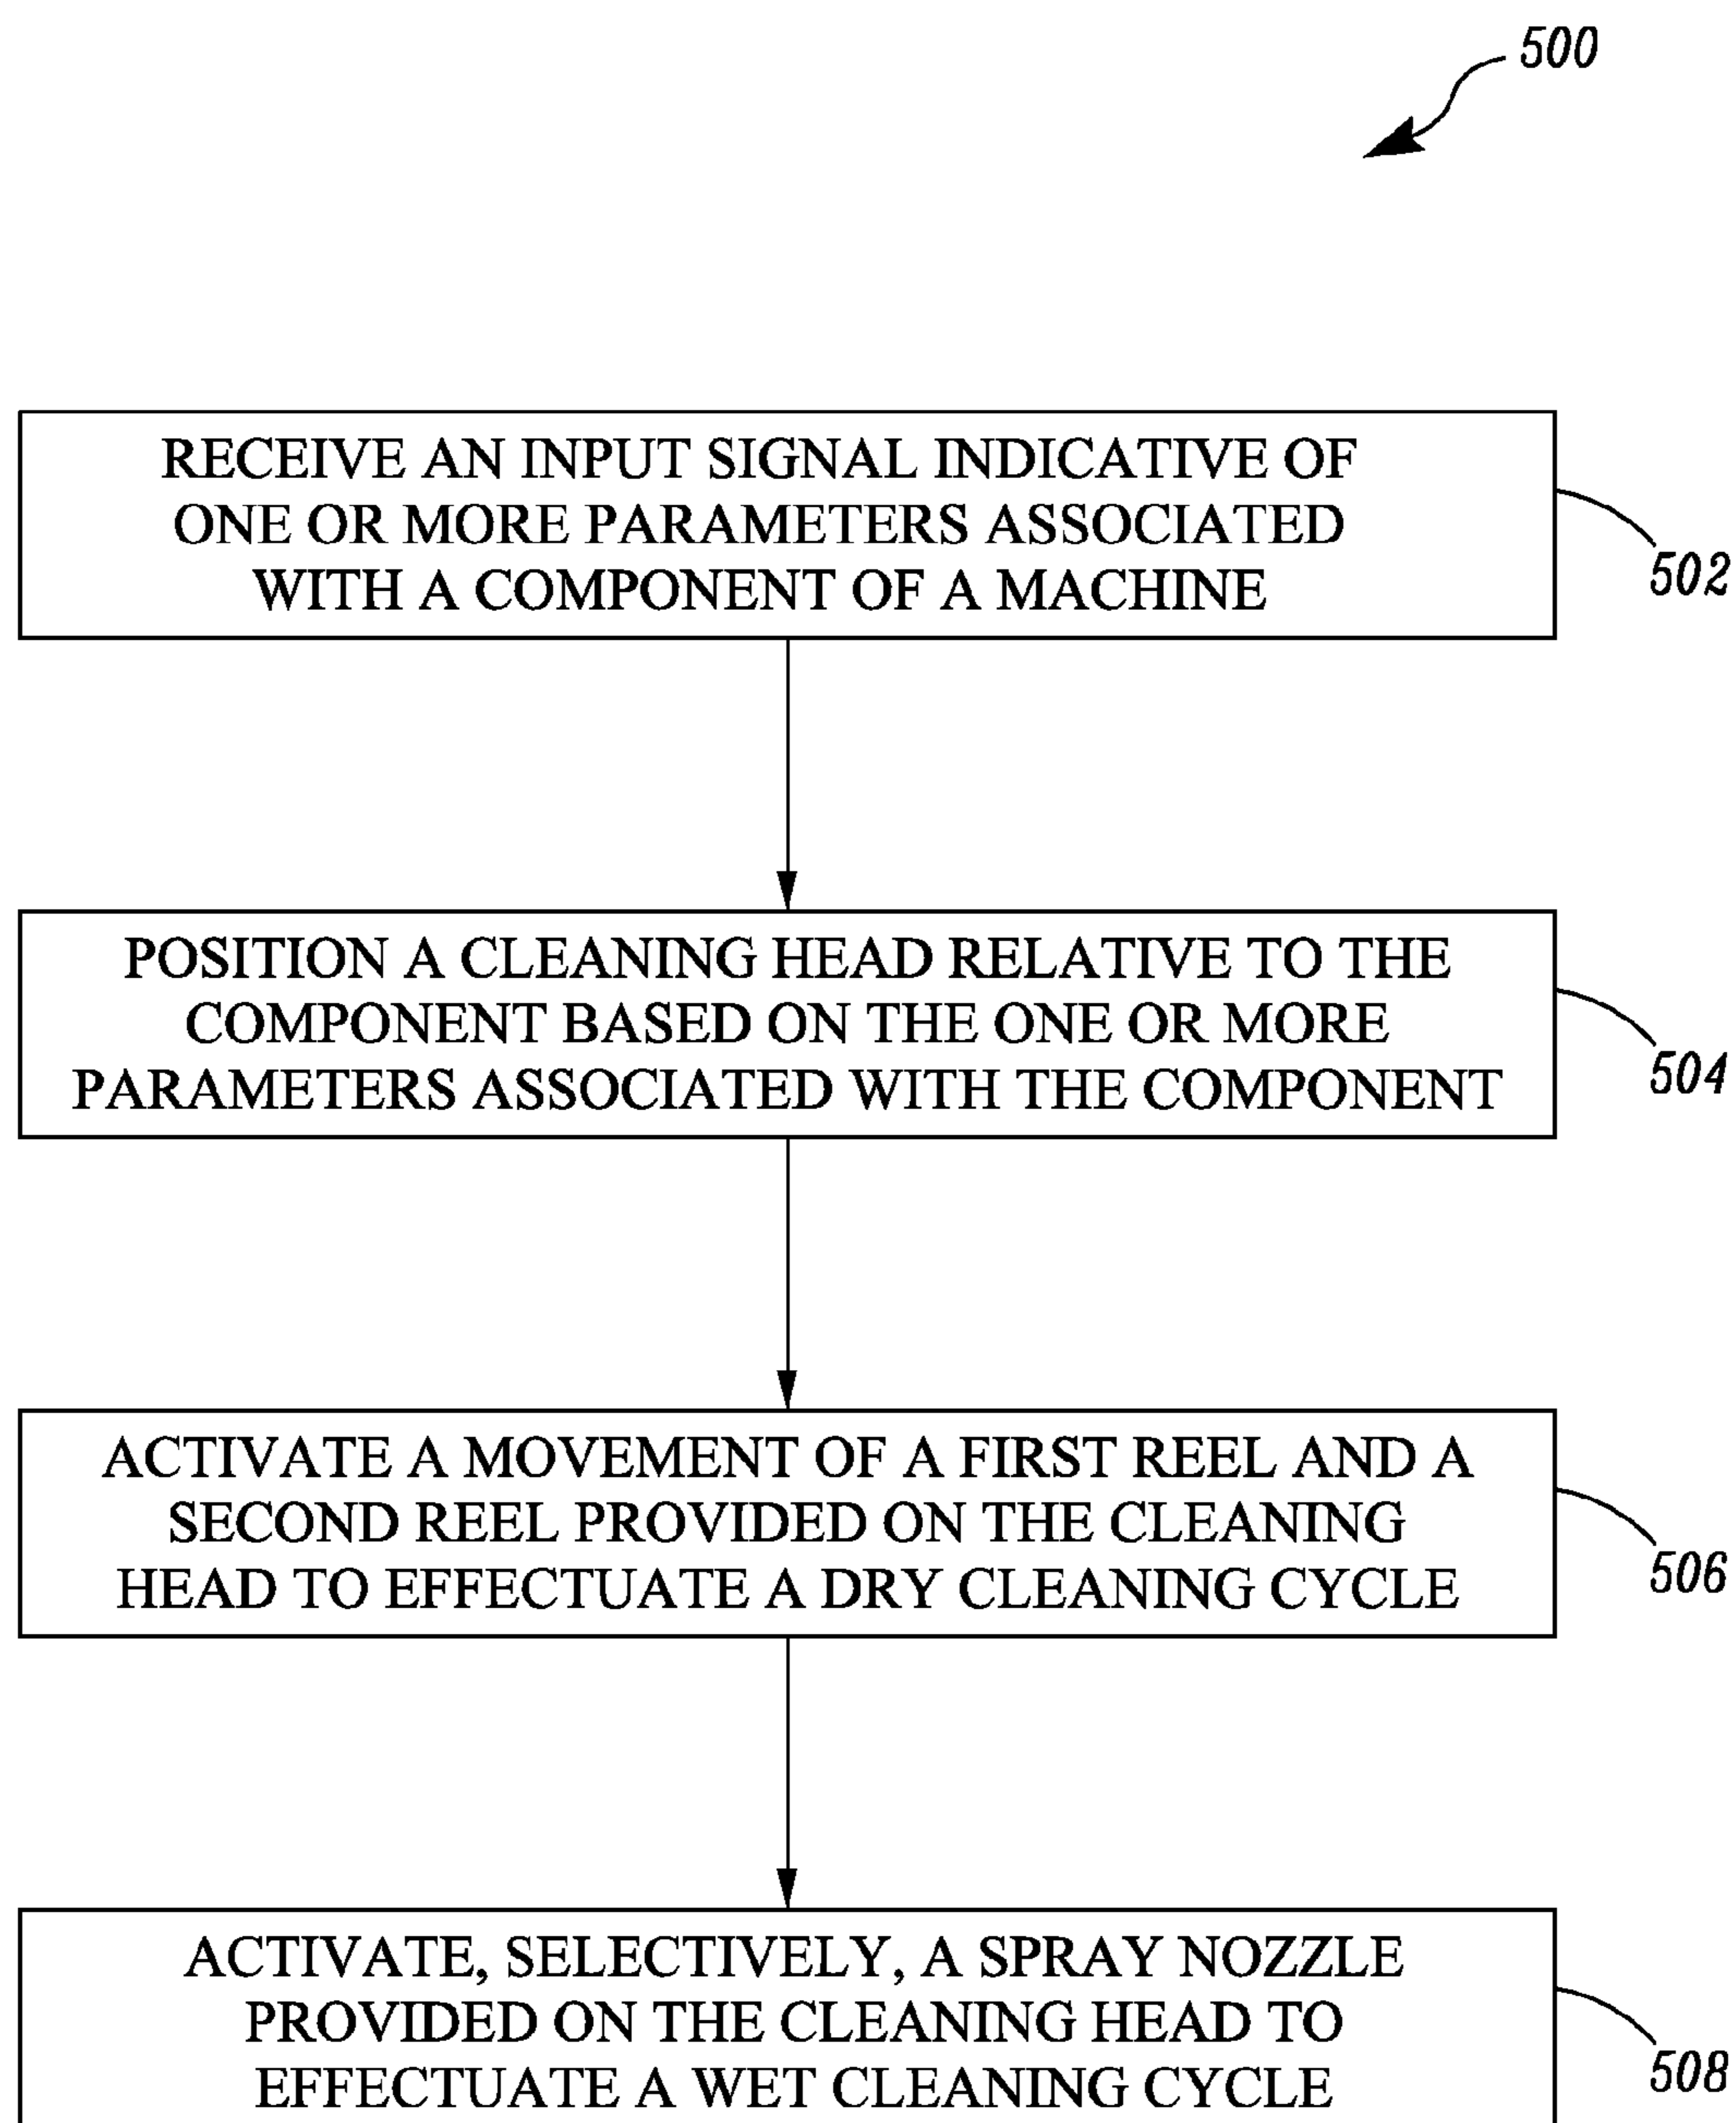 500
RECEIVE AN INPUT SIGNAL INDICATIVE OF
ONE OR MORE PARAMETERS ASSOCIATED
WITH A COMPONENT OF A MACHINE
502
POSITION A CLEANING HEAD RELATIVE TO THE
COMPONENT BASED ON THE ONE OR MORE
PARAMETERS ASSOCIATED WITH THE COMPONENT
504
ACTIVATE A MOVEMENT OF A FIRST REEL AND A
SECOND REEL PROVIDED ON THE CLEANING
HEAD TO EFFECTUATE A DRY CLEANING CYCLE
506
ACTIVATE, SELECTIVELY, A SPRAY NOZZLE
PROVIDED ON THE CLEANING HEAD TO
EFFECTUATE A WET CLEANING CYCLE
508